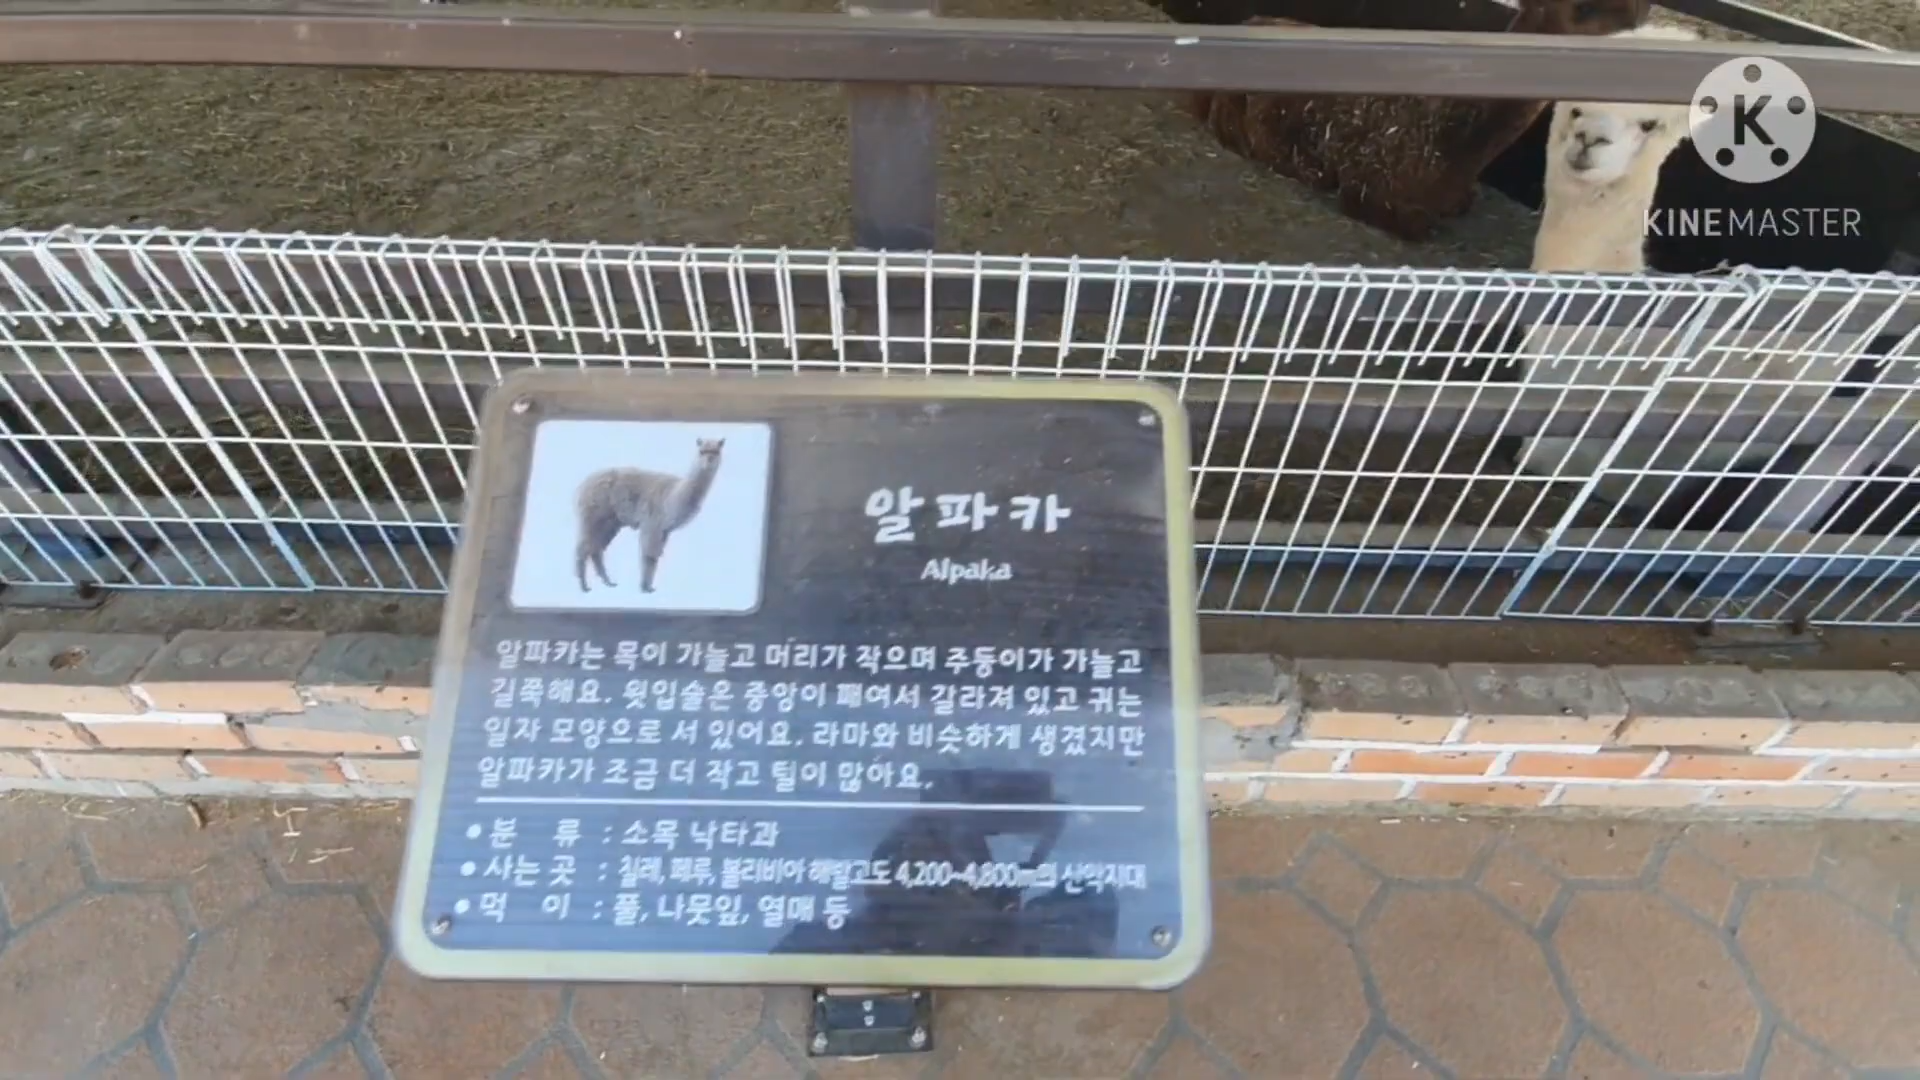 K
KINEMASTER
알파카
Alpaka
알파카는 목이 가늘고 머리가 작으며 주둥이가 가늘고
길쭉해요. 윗입술은 중앙이 패여서 갈라져 있고 귀는
일자 모양으로 서 있어요. 라마와 비슷하게 생겼지만
알파카가 조금 더 작고 털이 많아요.
• 분 류 : 소목 낙타과
• 사는 곳 : 칠레, 페루, 볼리비아 해발고도 4,200~4,800m의 산악지대
• 먹 이 : 풀, 나뭇잎, 열매 등